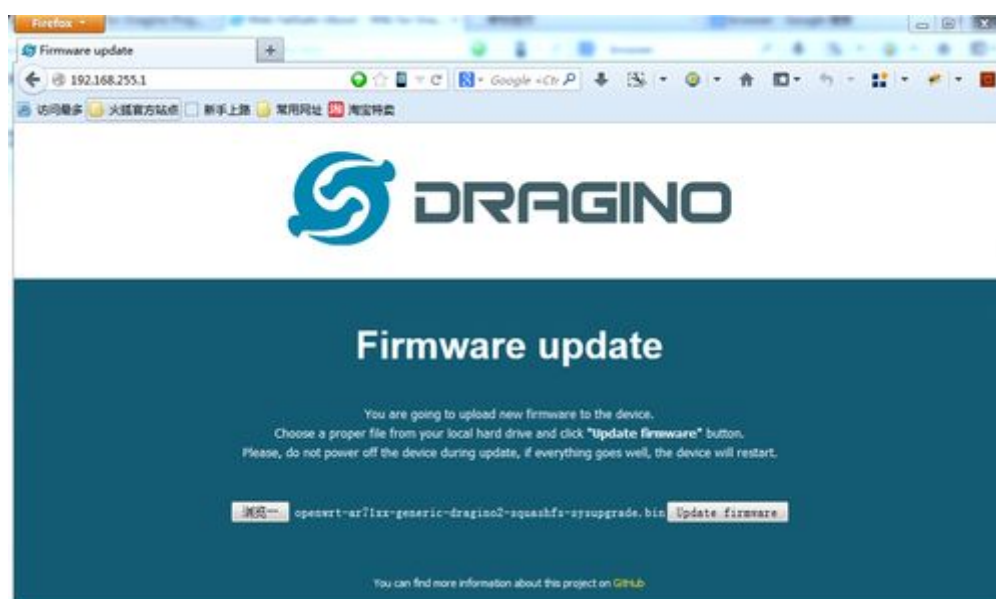 Firefox
Firmware update
192.168.255.1
Google <Ctr
访问最多 火狐官方站点 新手上路 常用网址 淘宝特卖
DRAGINO
Firmware update
You are going to upload new firmware to the device.
Choose a proper file from your local hard drive and click "Update firmware" button.
Please, do not power off the device during update, if everything goes well, the device will restart.
浏览… openwrt-ar71xx-generic-dragino2-squashfs-sysupgrade.bin Update firmware
You can find more information about this project on GitHub